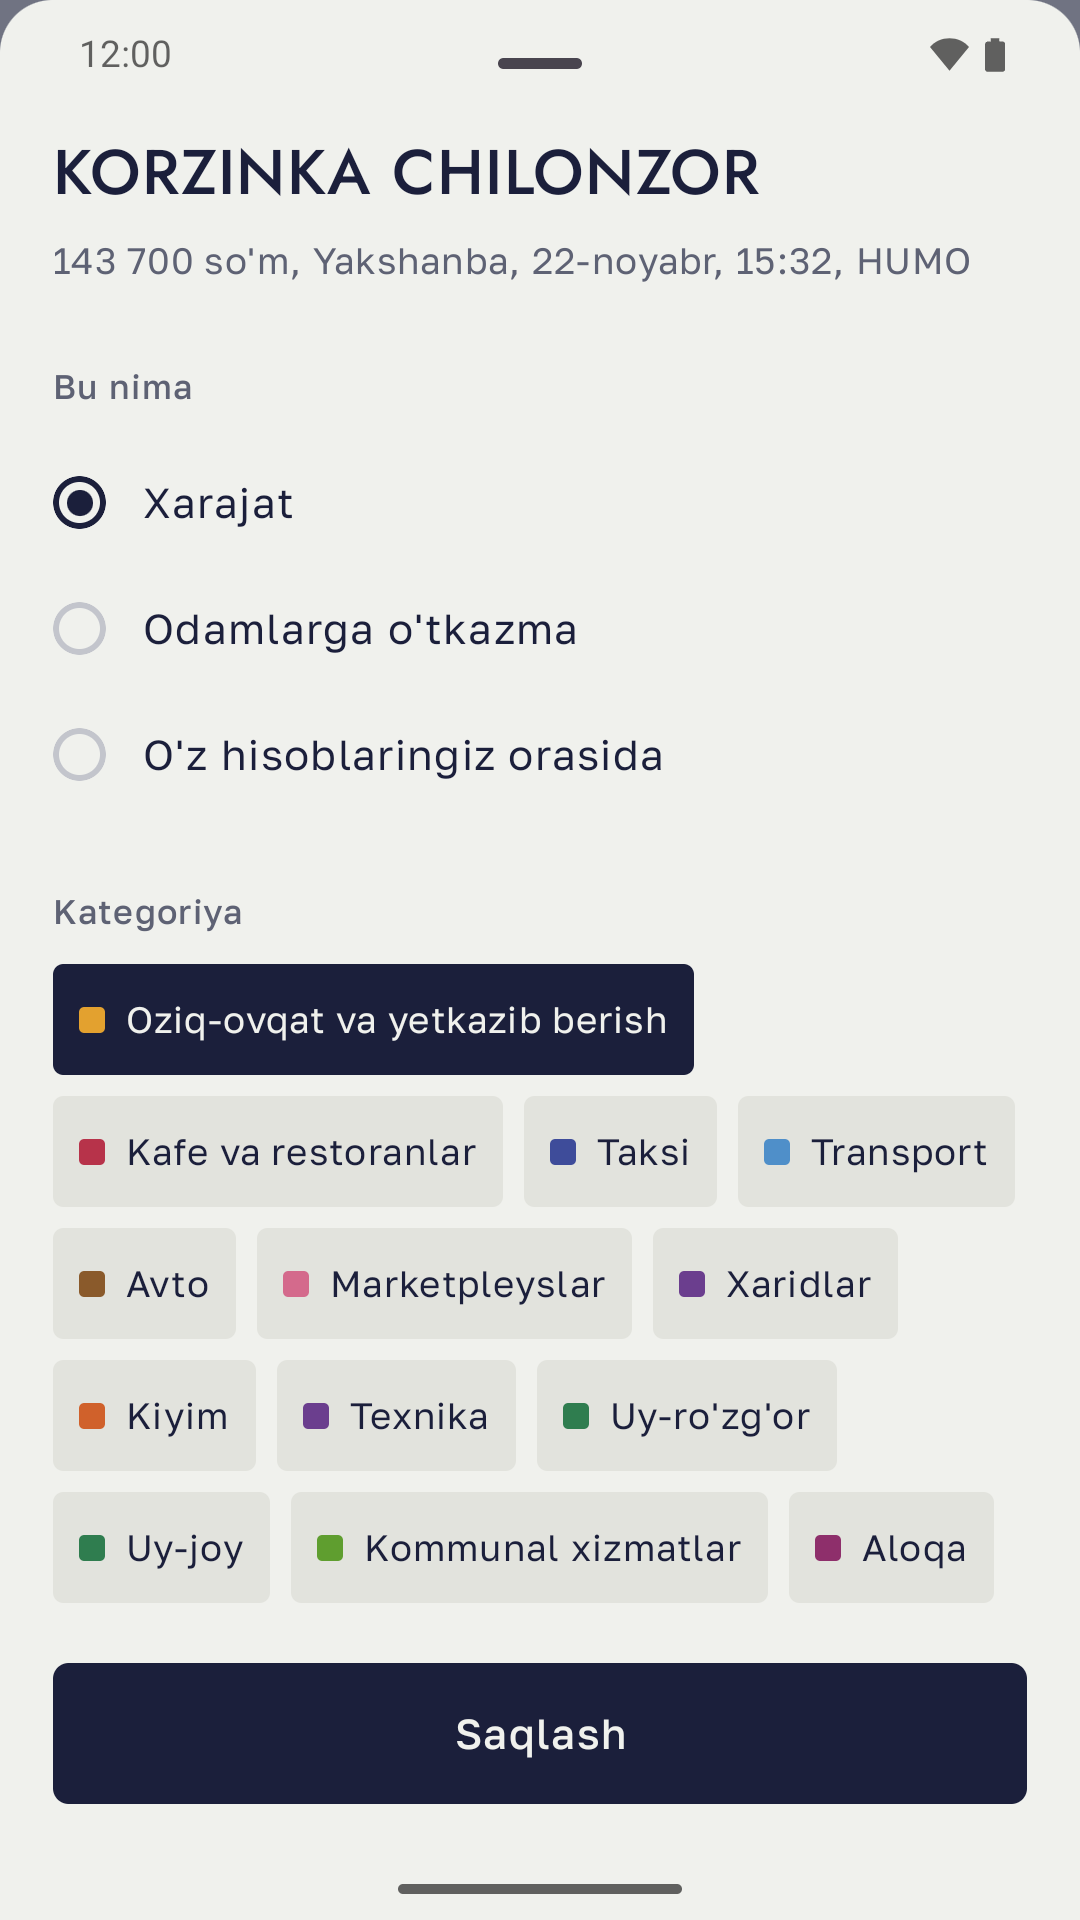 12:00
KORZINKA CHILONZOR
143 700 so'm, Yakshanba, 22-noyabr, 15:32, HUMO
Bu nima
Xarajat
Odamlarga o'tkazma
O'z hisoblaringiz orasida
Kategoriya
Oziq-ovqat va yetkazib berish
Kafe va restoranlar Taksi Transport
Avto Marketpleyslar Xaridlar
Kiyim Texnika Uy-ro'zg'or
Uy-joy Kommunal xizmatlar Aloqa
Saqlash